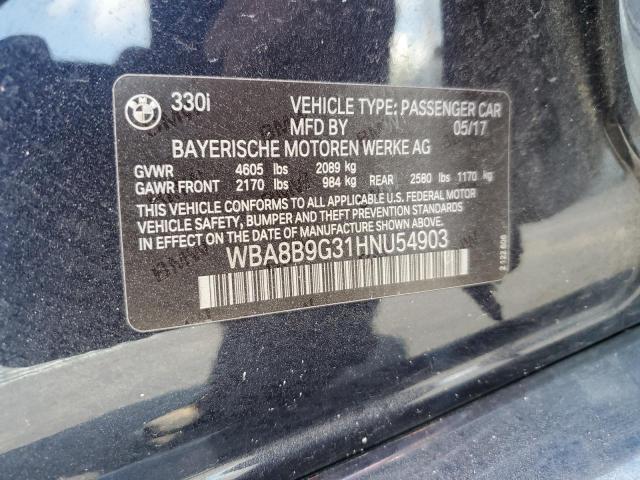 BMW 330i VEHICLE TYPE: PASSENGER CAR
MFD BY 05/17
BAYERISCHE MOTOREN WERKE AG
GVWR 4605 lbs 2089 kg
GAWR FRONT 2170 lbs 984 kg REAR 2580 lbs 1170 kg
THIS VEHICLE CONFORMS TO ALL APPLICABLE U.S. FEDERAL MOTOR
VEHICLE SAFETY, BUMPER AND THEFT PREVENTION STANDARDS
IN EFFECT ON THE DATE OF MANUFACTURE SHOWN ABOVE.
WBA8B9G31HNU54903